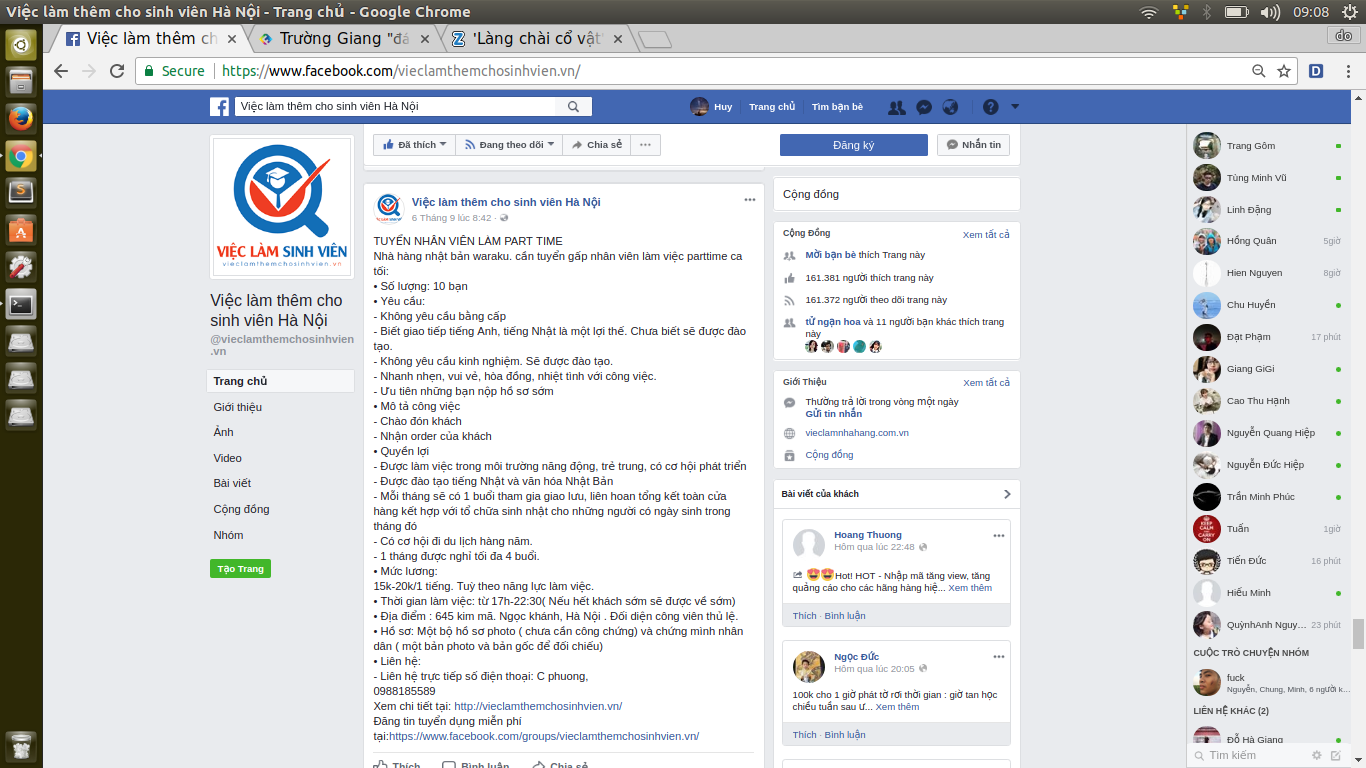 Việc làm thêm cho sinh viên Hà Nội - Trang chủ - Google Chrome
09:08
Việc làm thêm ch
Trường Giang "đá
'Làng chài cổ vật'
do
Secure
https://www.facebook.com/vieclamthemchosinhvien.vn/
Việc làm thêm cho sinh viên Hà Nội
Huy
Trang chủ
Tìm bạn bè
VIỆC LÀM SINH VIÊN
vieclamthemchosinhvien.vn
Việc làm thêm cho
sinh viên Hà Nội
@vieclamthemchosinhvien
.vn
Trang chủ
Giới thiệu
Ảnh
Video
Bài viết
Cộng đồng
Nhóm
Tạo Trang
Đã thích
Đang theo dõi
Chia sẻ
Đăng ký
Nhắn tin
Việc làm thêm cho sinh viên Hà Nội
6 Tháng 9 lúc 8:42 ·
TUYỂN NHÂN VIÊN LÀM PART TIME
Nhà hàng nhật bản waraku. cần tuyển gấp nhân viên làm việc parttime ca
tối:
• Số lượng: 10 bạn
• Yêu cầu:
- Không yêu cầu bằng cấp
- Biết giao tiếp tiếng Anh, tiếng Nhật là một lợi thế. Chưa biết sẽ được đào
tạo.
- Không yêu cầu kinh nghiệm. Sẽ được đào tạo.
- Nhanh nhẹn, vui vẻ, hòa đồng, nhiệt tình với công việc.
- Ưu tiên những bạn nộp hồ sơ sớm
• Mô tả công việc
- Chào đón khách
- Nhận order của khách
• Quyền lợi
- Được làm việc trong môi trường năng động, trẻ trung, có cơ hội phát triển
- Được đào tạo tiếng Nhật và văn hóa Nhật Bản
- Mỗi tháng sẽ có 1 buổi tham gia giao lưu, liên hoan tổng kết toàn cửa
hàng kết hợp với tổ chữa sinh nhật cho những người có ngày sinh trong
tháng đó
- Có cơ hội đi du lịch hàng năm.
- 1 tháng được nghỉ tối đa 4 buổi.
• Mức lương:
15k-20k/1 tiếng. Tuỳ theo năng lực làm việc.
• Thời gian làm việc: từ 17h-22:30( Nếu hết khách sớm sẽ được về sớm)
• Địa điểm : 645 kim mã. Ngọc khánh, Hà Nội . Đối diện công viên thủ lệ.
• Hồ sơ: Một bộ hồ sơ photo ( chưa cần công chứng) và chứng minh nhân
dân ( một bản photo và bản gốc để đối chiếu)
• Liên hệ:
- Liên hệ trực tiếp số điện thoại: C phuong,
0988185589
Xem chi tiết tại: http://vieclamthemchosinhvien.vn/
Đăng tin tuyển dụng miễn phí
tại:https://www.facebook.com/groups/vieclamthemchosinhvien.vn/
Thích
Bình luận
Chia sẻ
Cộng đồng
Cộng Đồng
Xem tất cả
Mời bạn bè thích Trang này
161.381 người thích trang này
161.372 người theo dõi trang này
tử ngạn hoa và 11 người bạn khác thích trang
này
Giới Thiệu
Xem tất cả
Thường trả lời trong vòng một ngày
Gửi tin nhắn
vieclamnhahang.com.vn
Cộng đồng
Bài viết của khách
Hoang Thuong
Hôm qua lúc 22:48
Hot! HOT - Nhập mã tăng view, tăng
quảng cáo cho các hãng hàng hiệ... Xem thêm
Thích · Bình luận
Ngọc Đức
Hôm qua lúc 20:05
100k cho 1 giờ phát tờ rơi thời gian : giờ tan học
chiều tuần sau ư... Xem thêm
Thích · Bình luận
Trang Gôm
Tùng Minh Vũ
Linh Đặng
Hồng Quân 5giờ
Hien Nguyen 8giờ
Chu Huyền
Đạt Phạm 17 phút
Giang GiGi
Cao Thu Hạnh
Nguyễn Quang Hiệp
Nguyễn Đức Hiệp
Trần Minh Phúc
KEEP CALM AND CARRY ON
Tuấn 1giờ
Tiến Đức 16 phút
Hiếu Minh
QuỳnhAnh Nguy... 23 phút
CUỘC TRÒ CHUYỆN NHÓM
fuck
Nguyễn, Chung, Minh, 6 người k...
LIÊN HỆ KHÁC (2)
Đỗ Hà Giang
Tìm kiếm